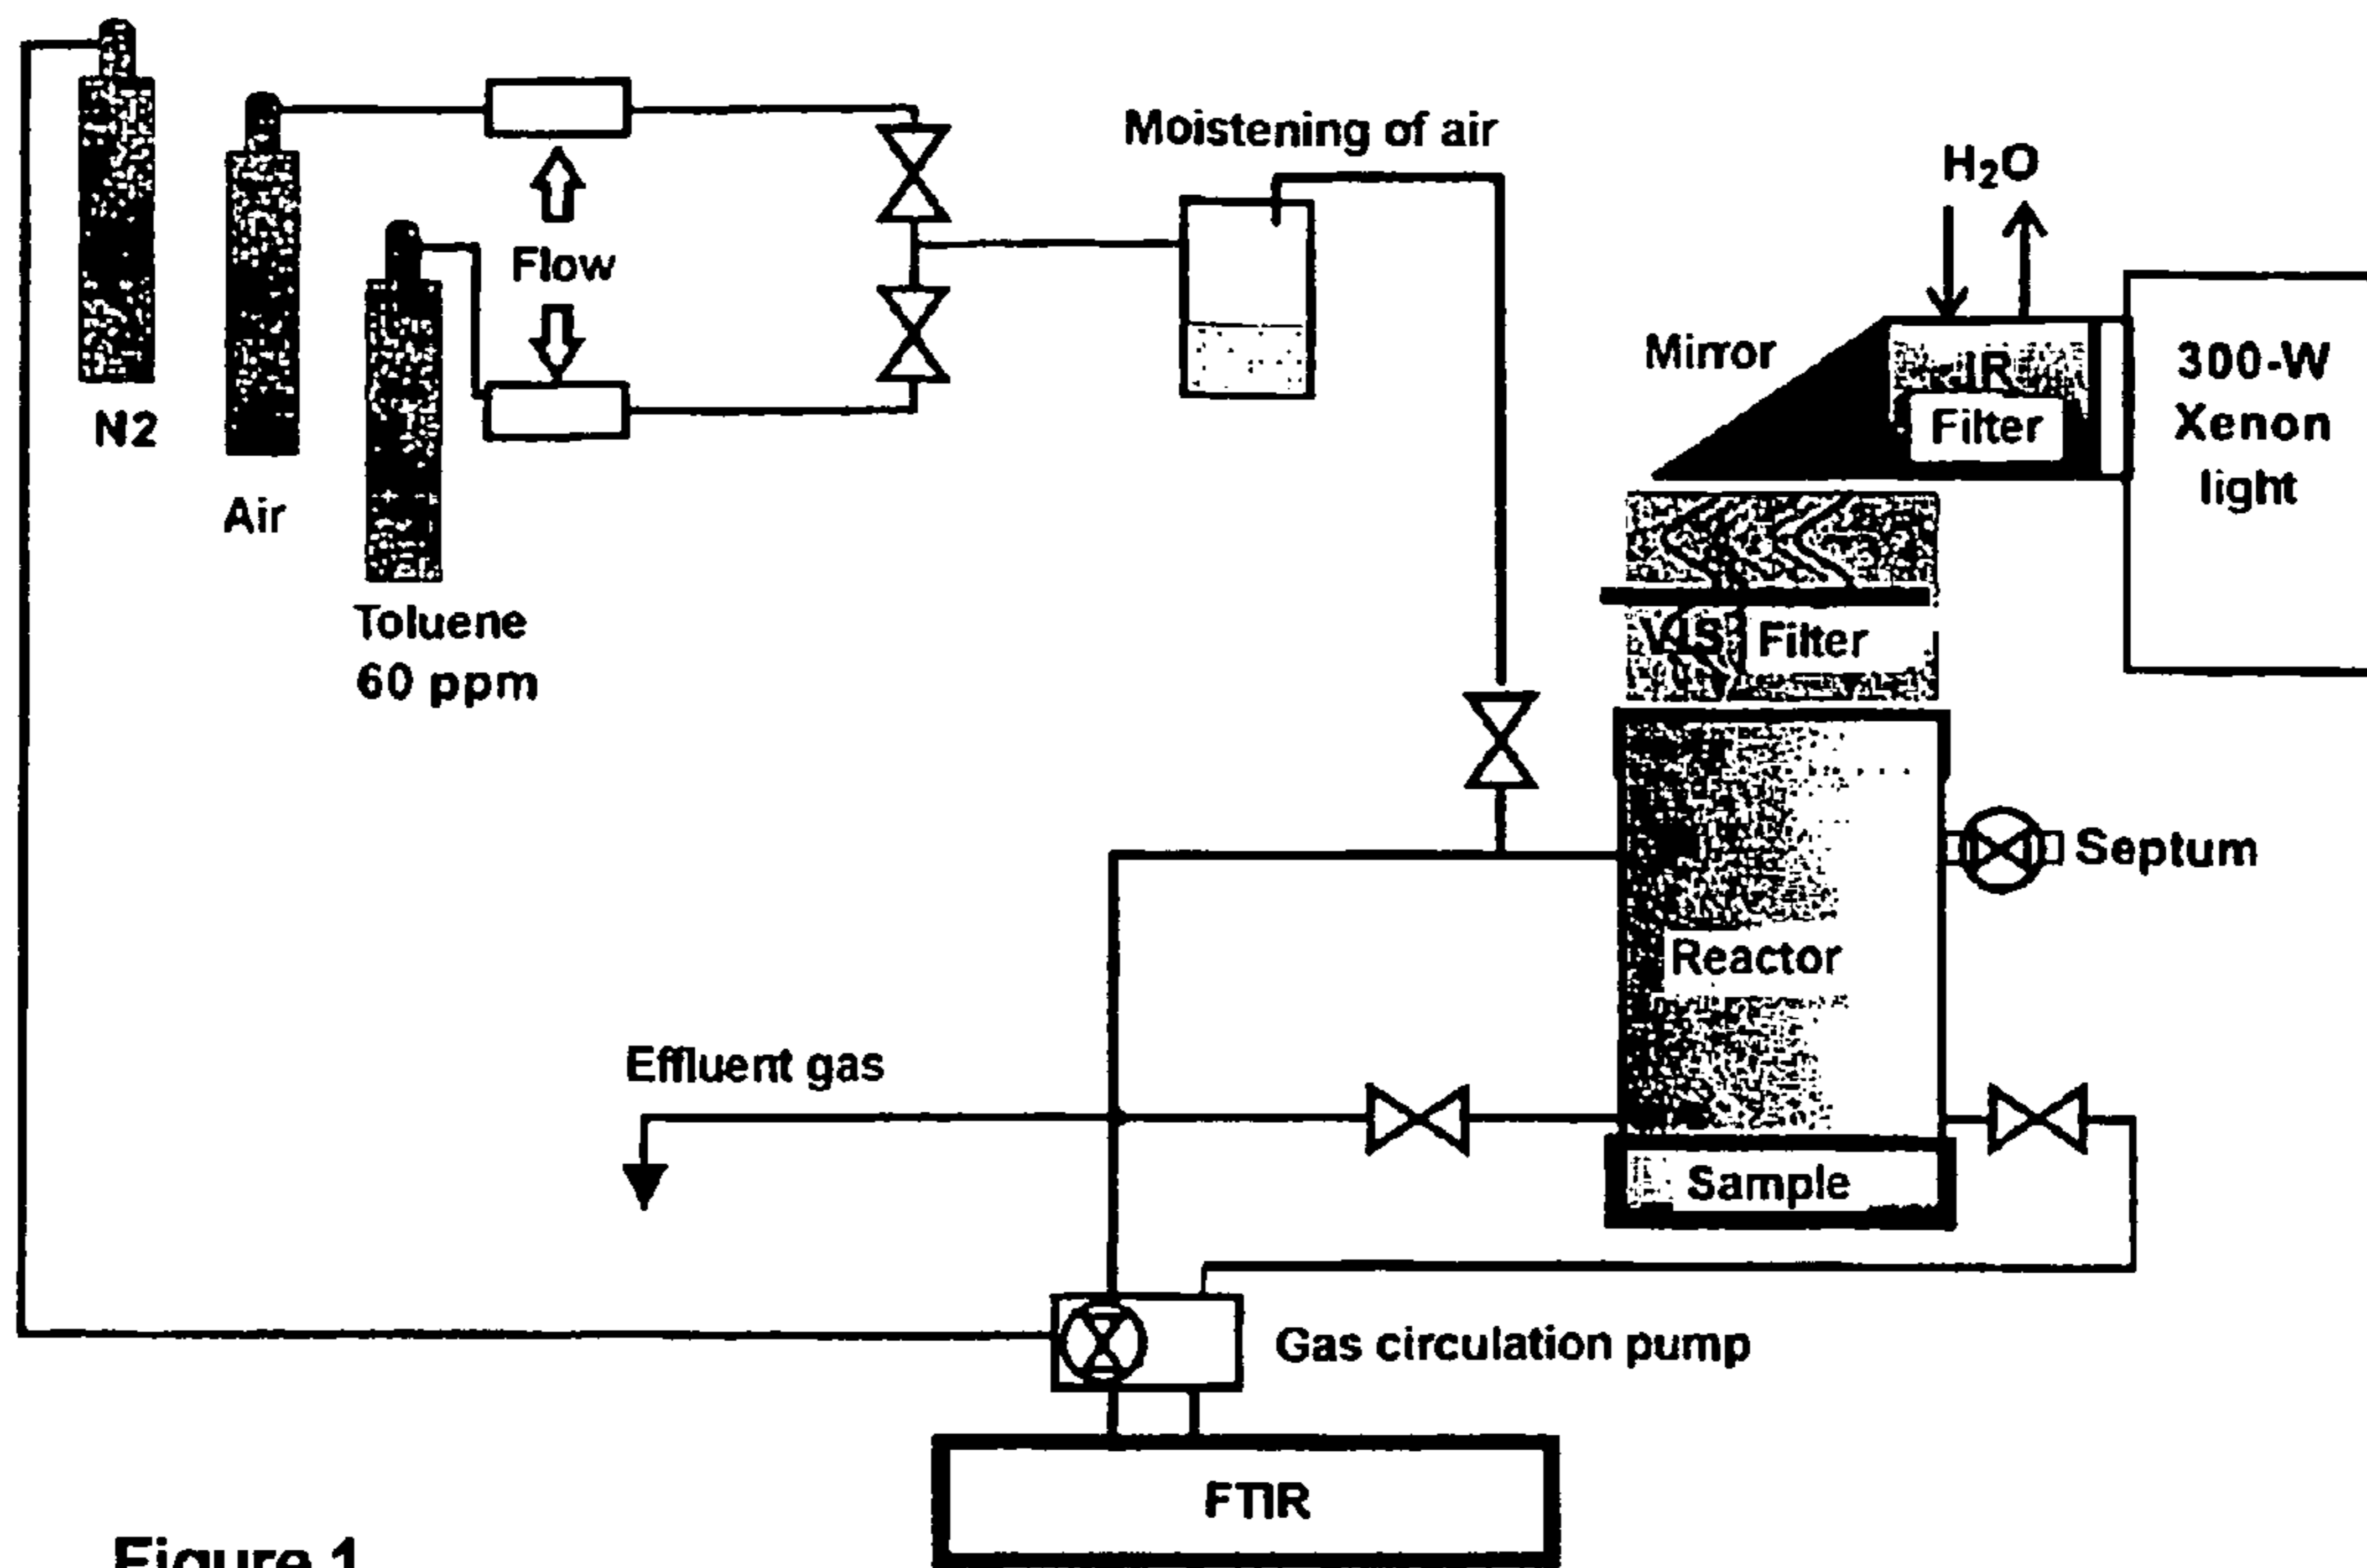 N2
Air
Toluene
60 ppm
Flow
Moistening of air
H₂O
Mirror
IR
Filter
300-W
Xenon
light
VIS
Filter
Septum
Reactor
Effluent gas
Sample
Gas circulation pump
FTIR
Figure 1